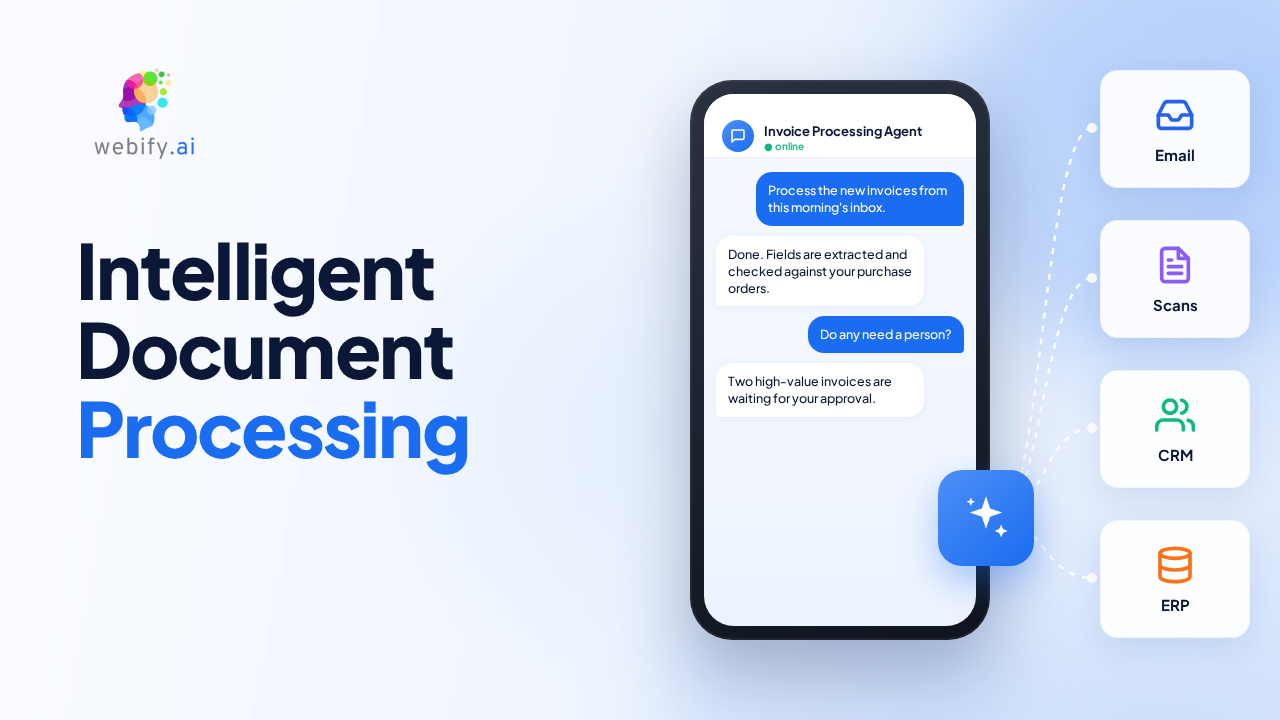 webify.ai
Intelligent
Document
Processing
Invoice Processing Agent
online
Process the new invoices from
this morning's inbox.
Done. Fields are extracted and
checked against your purchase
orders.
Do any need a person?
Two high-value invoices are
waiting for your approval.
Email
Scans
CRM
ERP